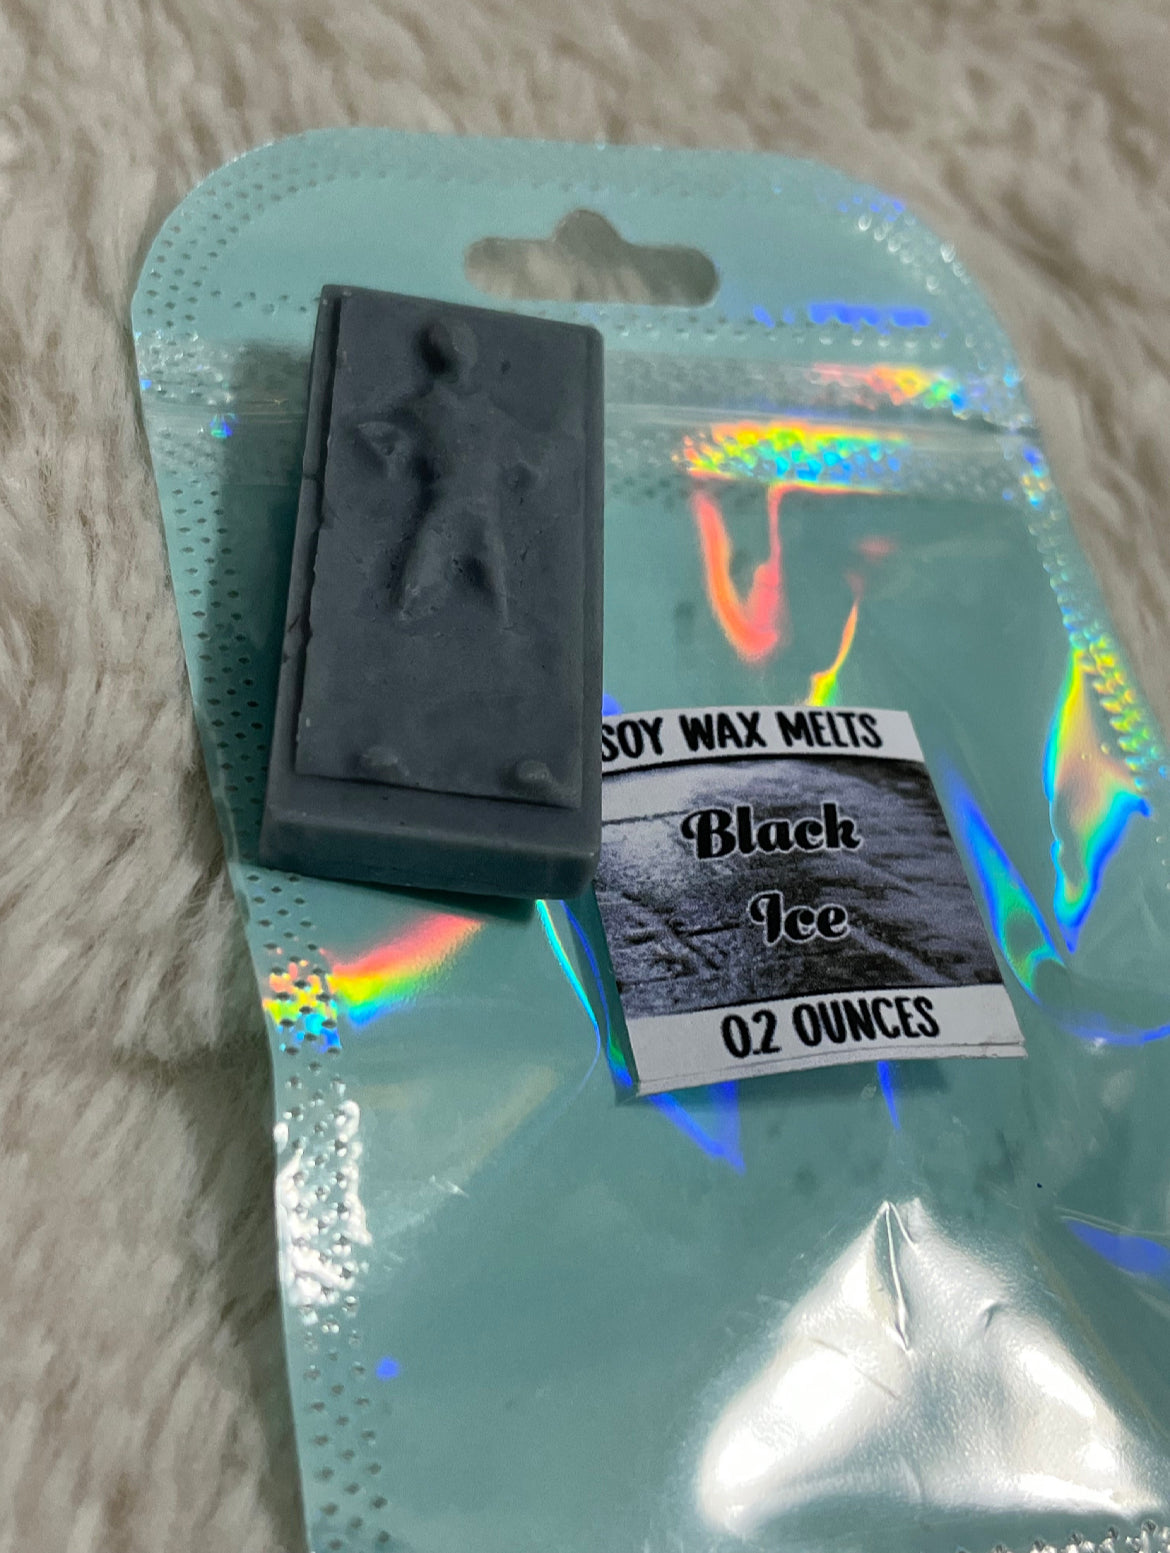 SOY WAX MELTS
Black
Ice
0.2 OUNCES